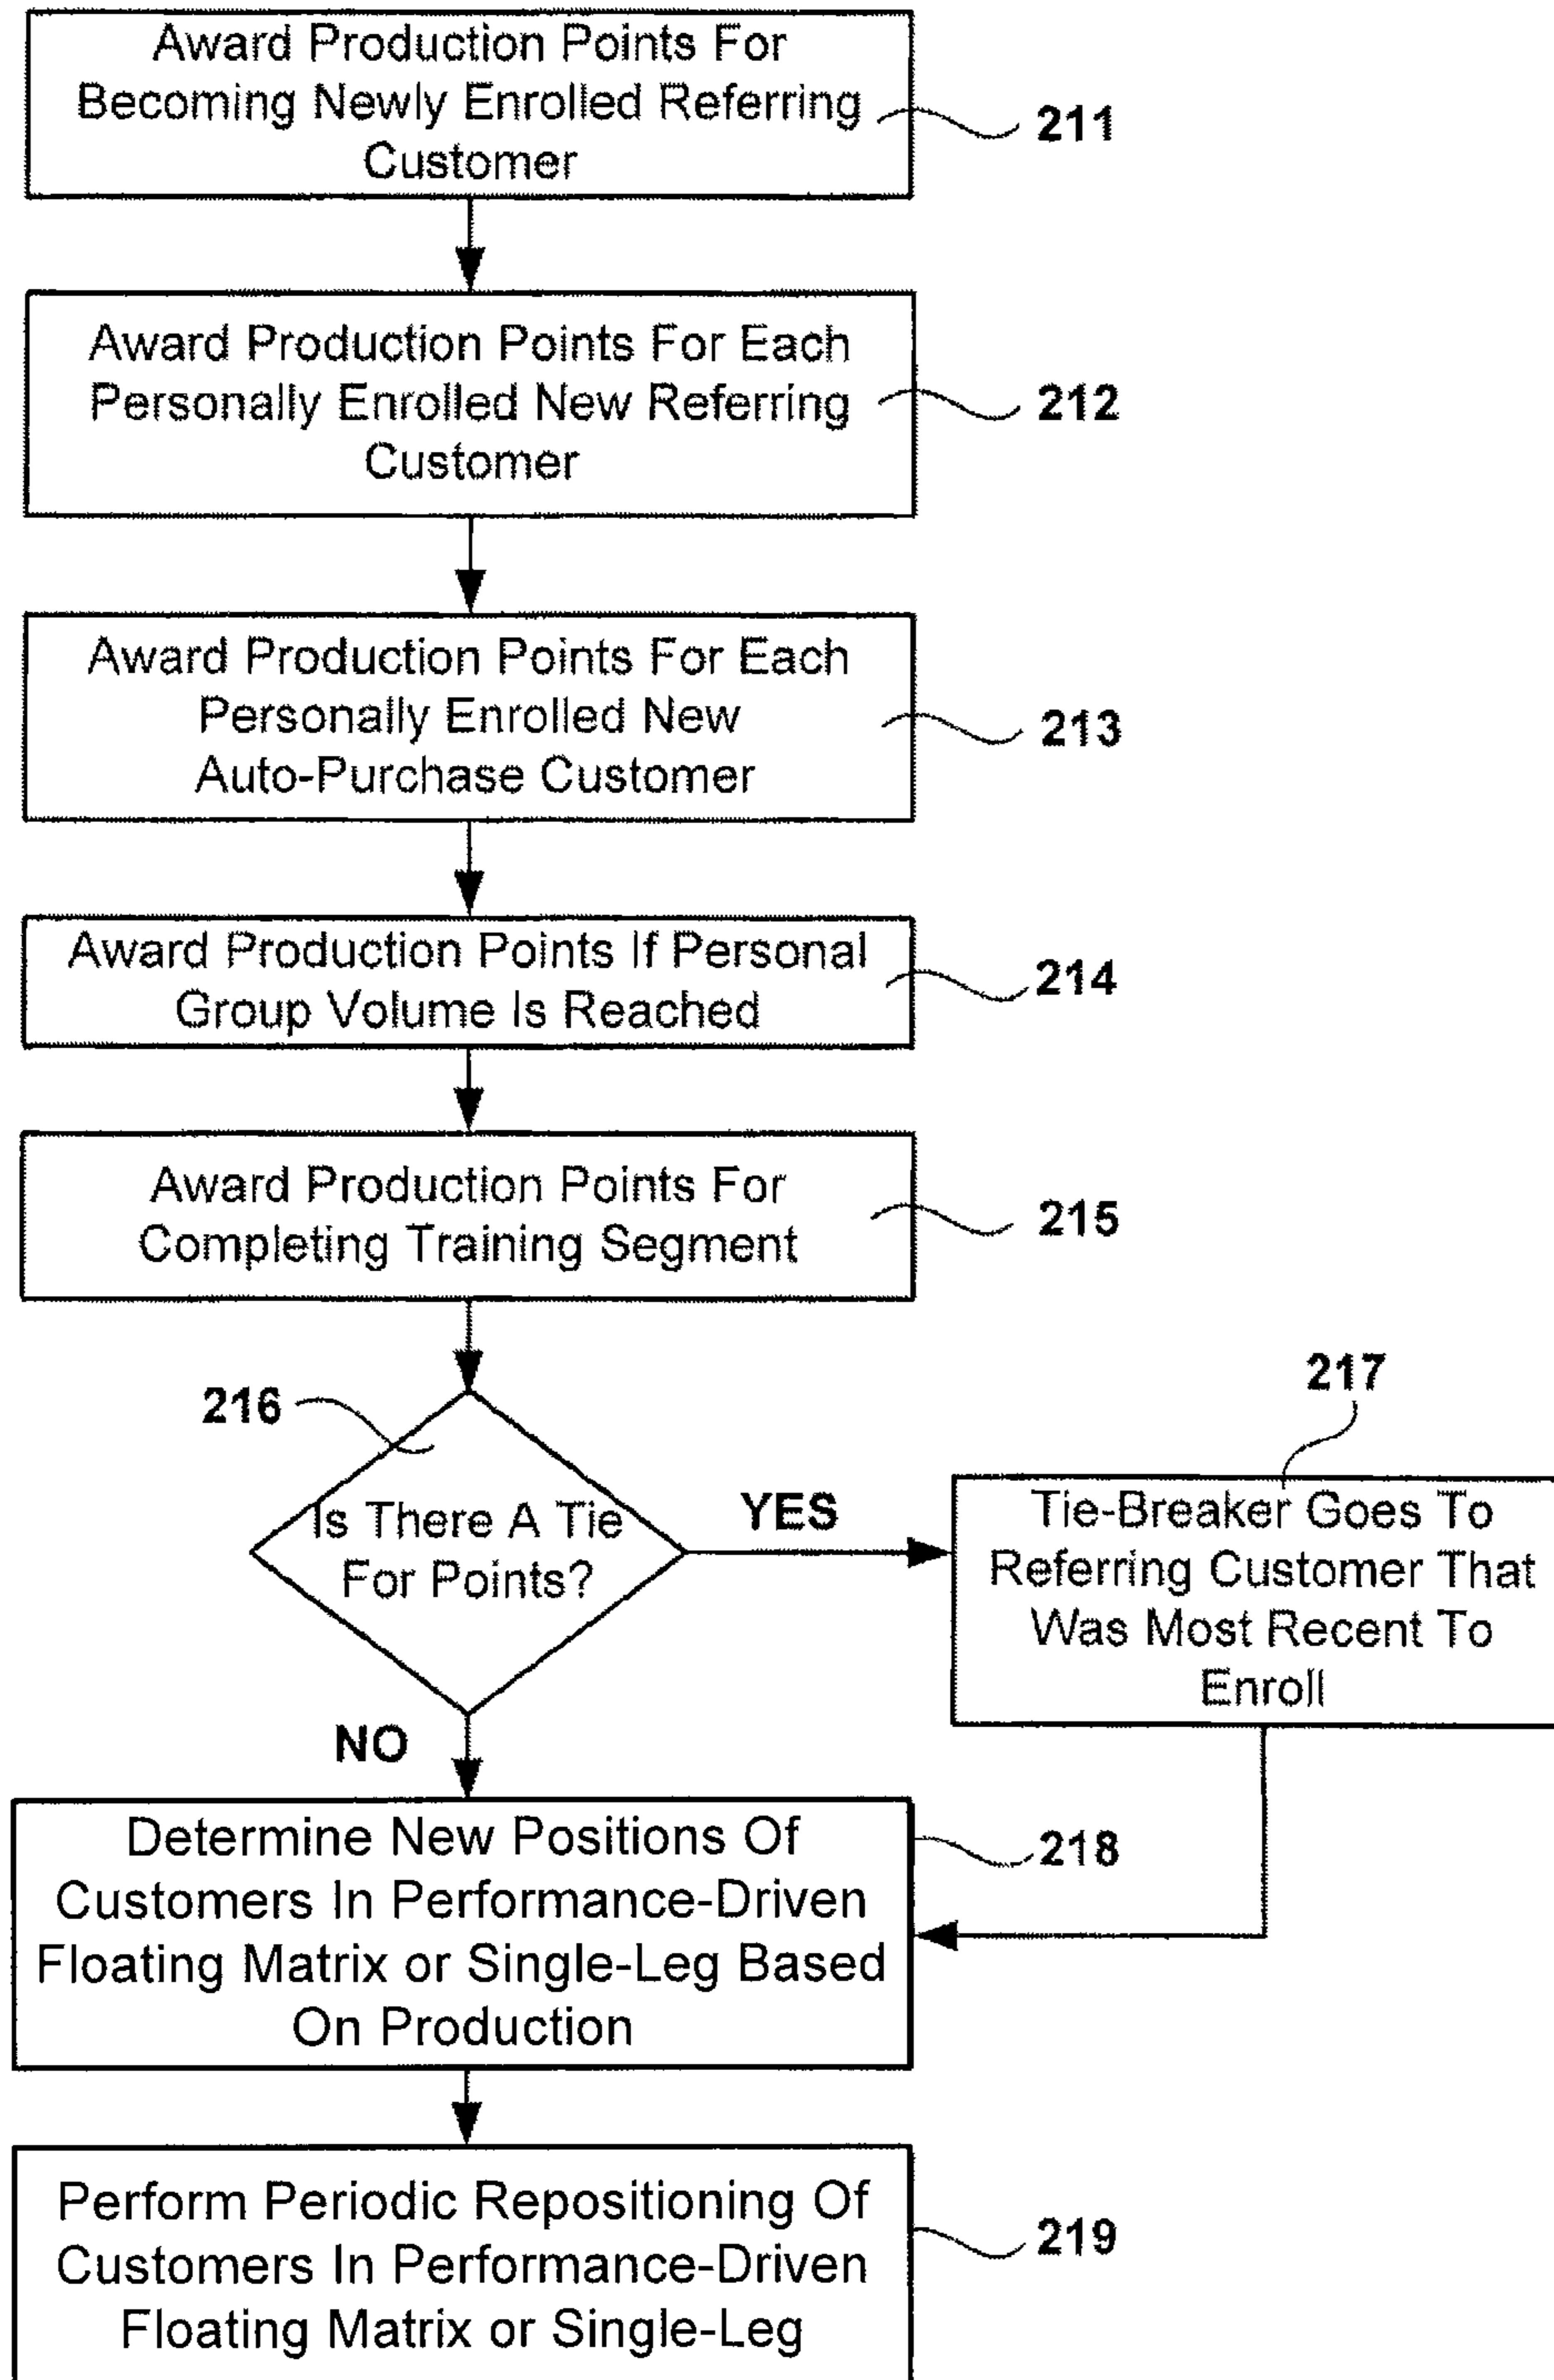 Award Production Points For
Becoming Newly Enrolled Referring
Customer
211
Award Production Points For Each
Personally Enrolled New Referring
Customer
212
Award Production Points For Each
Personally Enrolled New
Auto-Purchase Customer
213
Award Production Points If Personal
Group Volume Is Reached
214
Award Production Points For
Completing Training Segment
215
216
Is There A Tie
For Points?
YES
217
Tie-Breaker Goes To
Referring Customer That
Was Most Recent To
Enroll
NO
Determine New Positions Of
Customers In Performance-Driven
Floating Matrix or Single-Leg Based
On Production
218
Perform Periodic Repositioning Of
Customers In Performance-Driven
Floating Matrix or Single-Leg
219